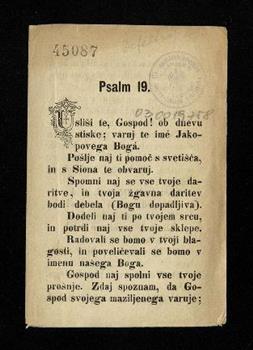 45087
Psalm 19.
03.0019788
Usliši te, Gospod! ob dnevu
stiske; varuj te imé Jako-
povega Boga.
Pošlje naj ti pomoč s svetišča,
in s Siona te obvaruj.
Spomni naj se vse tvoje da-
ritve, in tvoja žgavna daritev
bodi debela (Bogu dopadljiva).
Dodeli naj ti po tvojem srcu,
in potrdi naj vse tvoje sklepe.
Radovali se bomo v tvoji bla-
gosti, in poveličevali se bomo v
imenu našega Boga.
Gospod naj spolni vse tvoje
prošnje. Zdaj spoznam, da Go-
spod svojega maziljenega varuje;